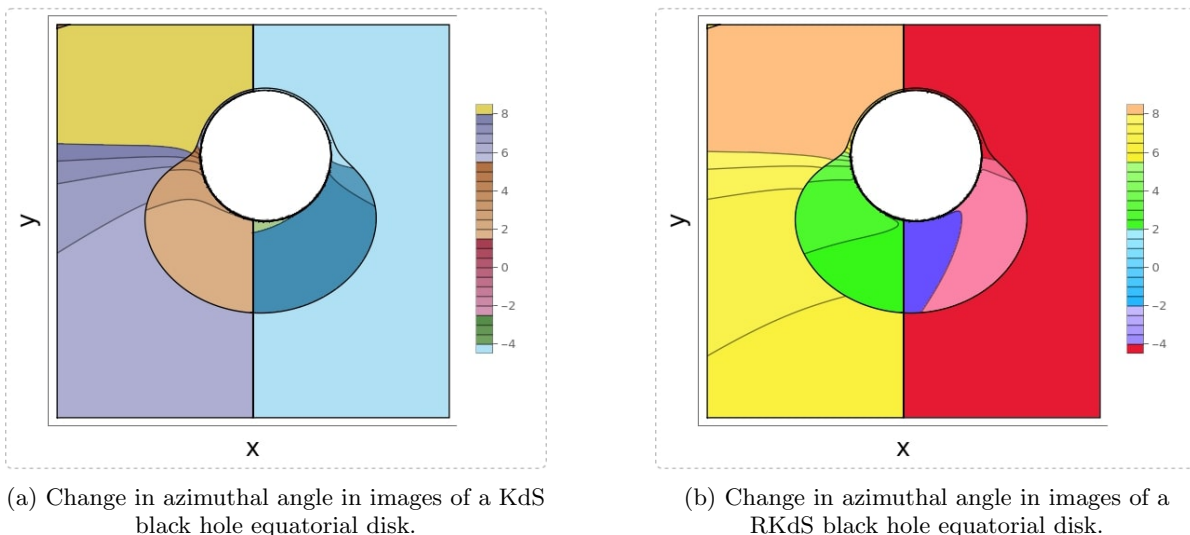 8
6
4
2
0
−2
−4
y
x
8
6
4
2
0
−2
−4
y
x
(a) Change in azimuthal angle in images of a KdS
black hole equatorial disk.
(b) Change in azimuthal angle in images of a
RKdS black hole equatorial disk.